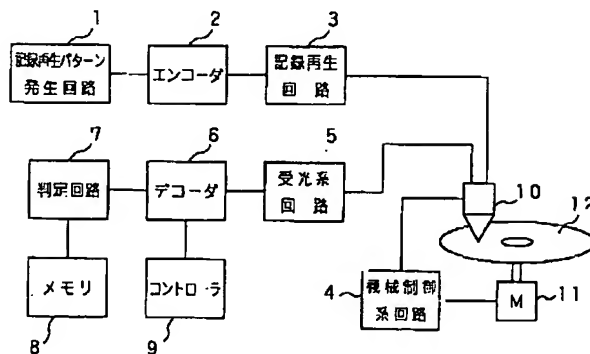 1
2
3
記録再生パターン
発生回路
エンコーダ
記録再生
回路
7
6
5
判定回路
デコーダ
受光系
回路
10
12
メモリ
コントローラ
4
機械制御
系回路
M
11
8
9